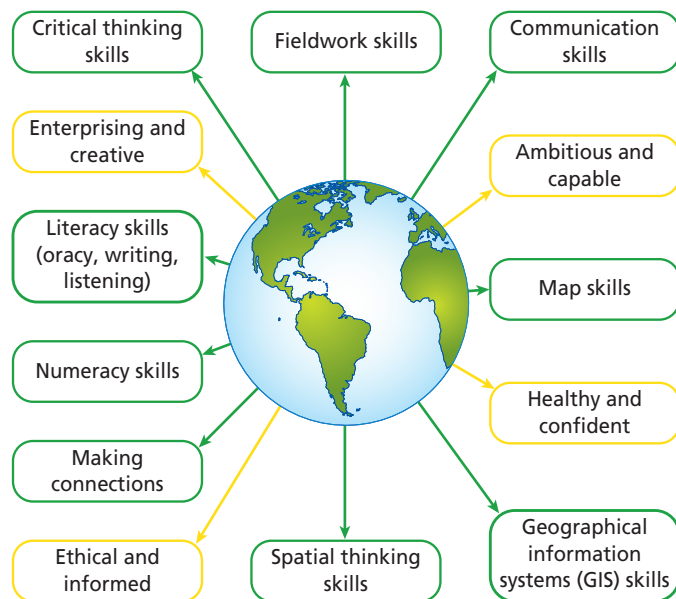 Critical thinking
skills
Fieldwork skills
Communication
skills
Enterprising and
creative
Ambitious and
capable
Literacy skills
(oracy, writing,
listening)
Map skills
Numeracy skills
Healthy and
confident
Making
connections
Ethical and
informed
Spatial thinking
skills
Geographical
information
systems (GIS) skills